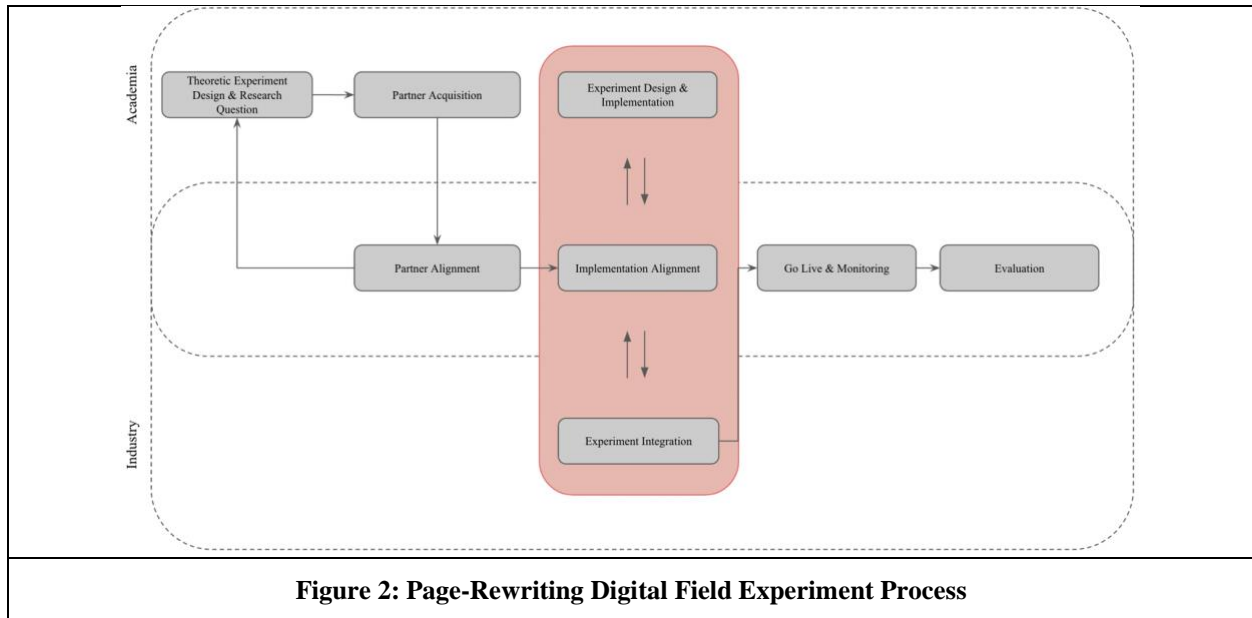 Academia
Theoretic Experiment
Design & Research
Question
Partner Acquisition
Experiment Design &
Implementation
Partner Alignment
Implementation Alignment
Go Live & Monitoring
Evaluation
Industry
Experiment Integration
Figure 2: Page-Rewriting Digital Field Experiment Process